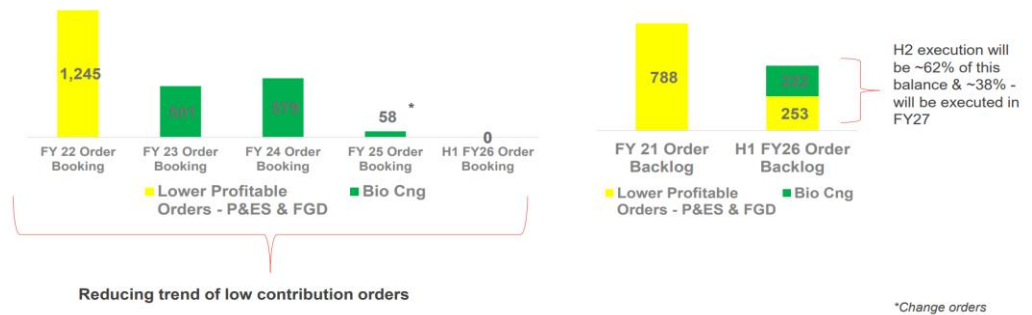 1,245
501
58
*
0
FY 22 Order
Booking
FY 23 Order
Booking
FY 24 Order
Booking
FY 25 Order
Booking
H1 FY26 Order
Booking
Lower Profitable
Orders - P&ES & FGD
Bio Cng
Reducing trend of low contribution orders
788
253
FY 21 Order
Backlog
H1 FY26 Order
Backlog
Lower Profitable
Orders - P&ES & FGD
Bio Cng
H2 execution will
be ~62% of this
balance & ~38% -
will be executed in
FY27
*Change orders